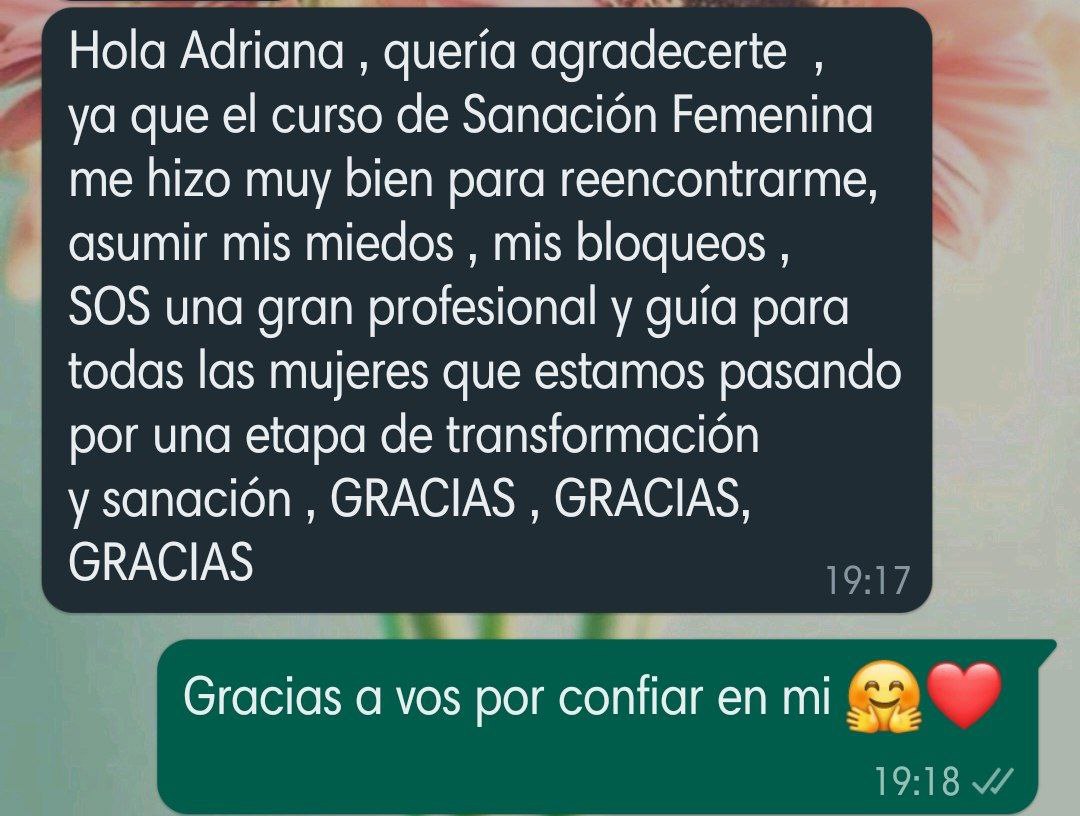 Hola Adriana , quería agradecerte  ,
ya que el curso de Sanación Femenina
me hizo muy bien para reencontrarme,
asumir mis miedos , mis bloqueos ,
SOS una gran profesional y guía para
todas las mujeres que estamos pasando
por una etapa de transformación
y sanación , GRACIAS , GRACIAS,
GRACIAS
19:17
Gracias a vos por confiar en mi 🤗❤️
19:18